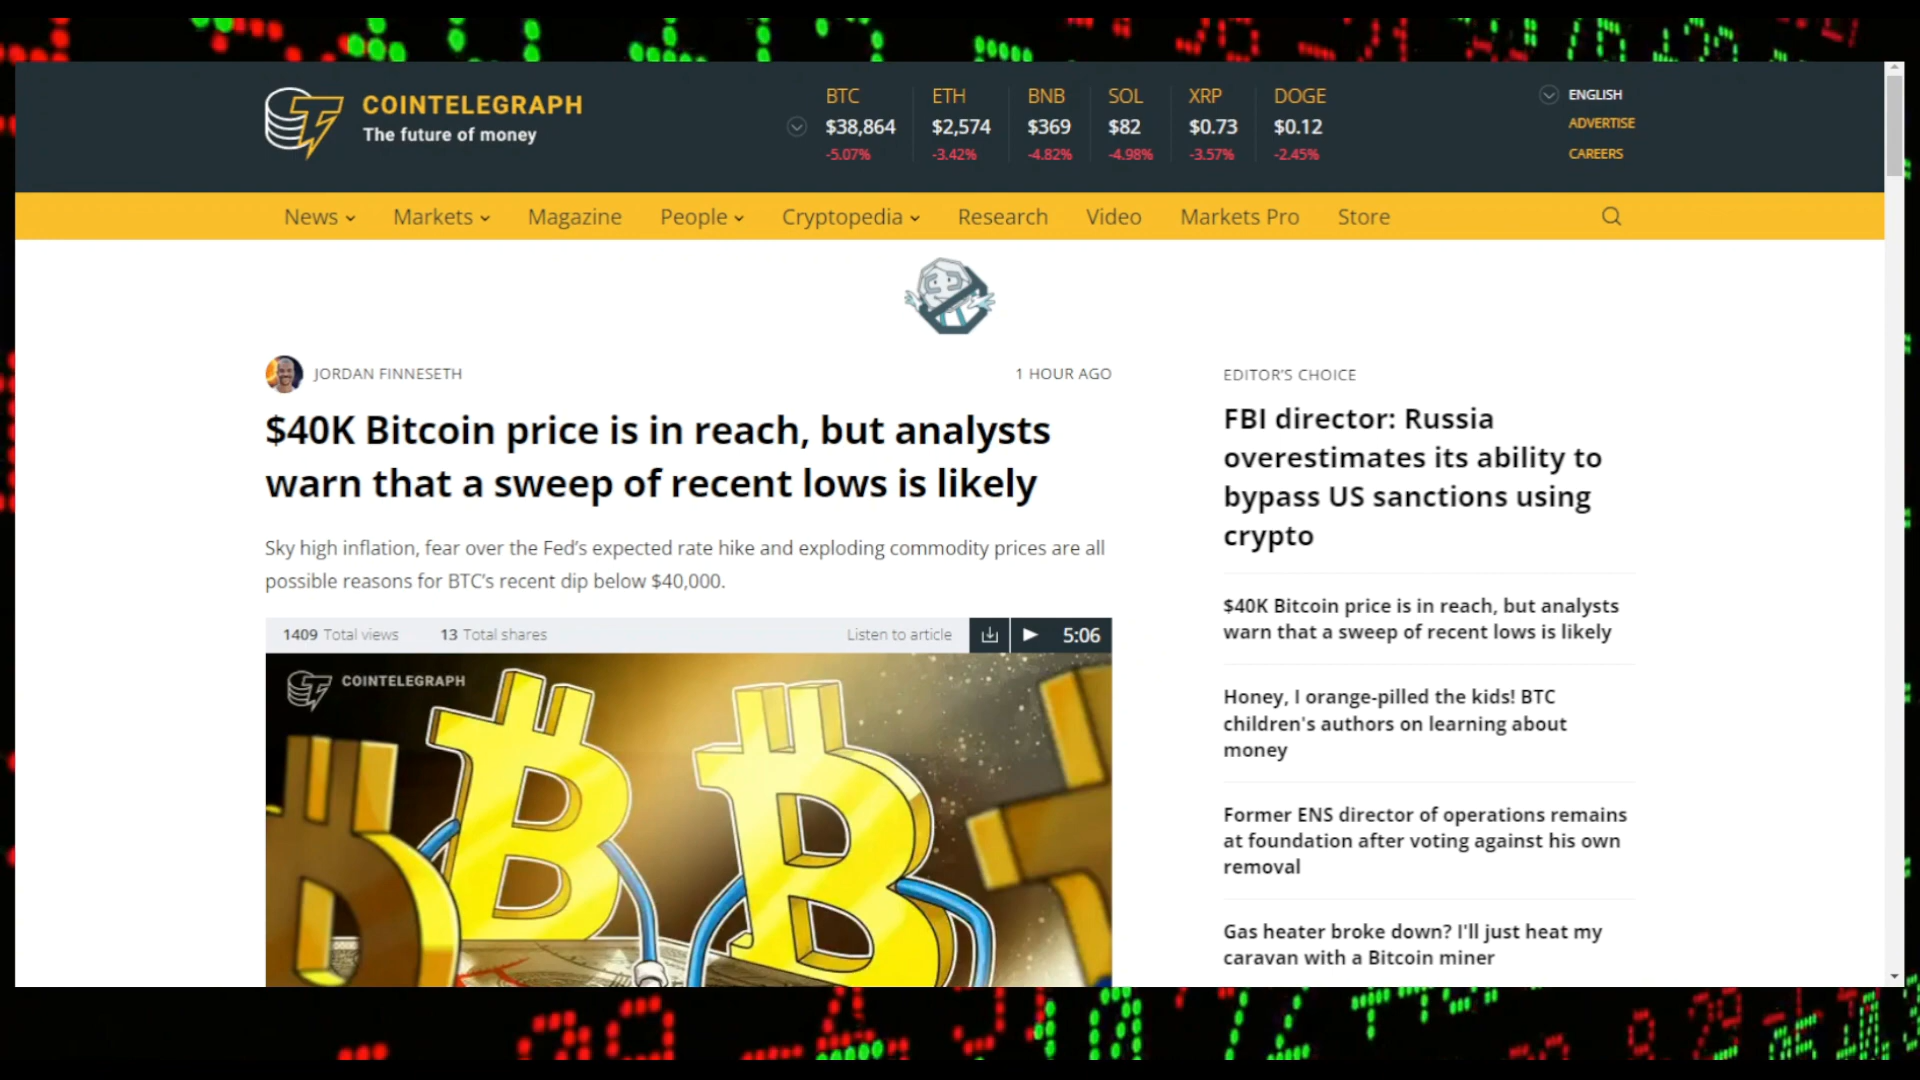 COINTELEGRAPH
The future of money
BTC
$38,864
-5.07%
ETH
$2,574
-3.42%
BNB
$369
-4.82%
SOL
$82
-4.98%
XRP
$0.73
-3.57%
DOGE
$0.12
-2.45%
ENGLISH
ADVERTISE
CAREERS
News Markets Magazine People Cryptopedia Research Video Markets Pro Store
JORDAN FINNESETH
1 HOUR AGO
$40K Bitcoin price is in reach, but analysts
warn that a sweep of recent lows is likely
Sky high inflation, fear over the Fed's expected rate hike and exploding commodity prices are all
possible reasons for BTC's recent dip below $40,000.
1409 Total views 13 Total shares Listen to article 5:06
COINTELEGRAPH
EDITOR'S CHOICE
FBI director: Russia
overestimates its ability to
bypass US sanctions using
crypto
$40K Bitcoin price is in reach, but analysts
warn that a sweep of recent lows is likely
Honey, I orange-pilled the kids! BTC
children's authors on learning about
money
Former ENS director of operations remains
at foundation after voting against his own
removal
Gas heater broke down? I'll just heat my
caravan with a Bitcoin miner